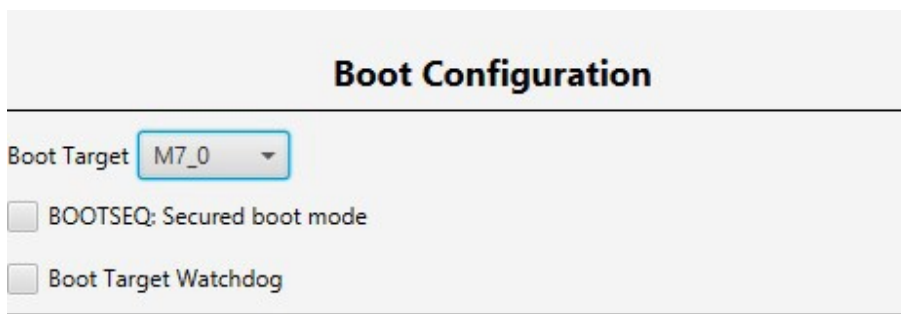 Boot Configuration
Boot Target M7_0
BOOTSEQ: Secured boot mode
Boot Target Watchdog